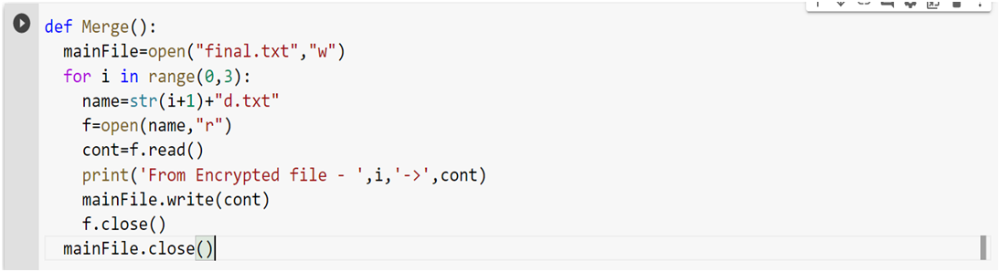 def Merge():
  mainFile=open("final.txt","w")
  for i in range(0,3):
    name=str(i+1)+"d.txt"
    f=open(name,"r")
    cont=f.read()
    print('From Encrypted file - ',i,'->',cont)
    mainFile.write(cont)
    f.close()
  mainFile.close()